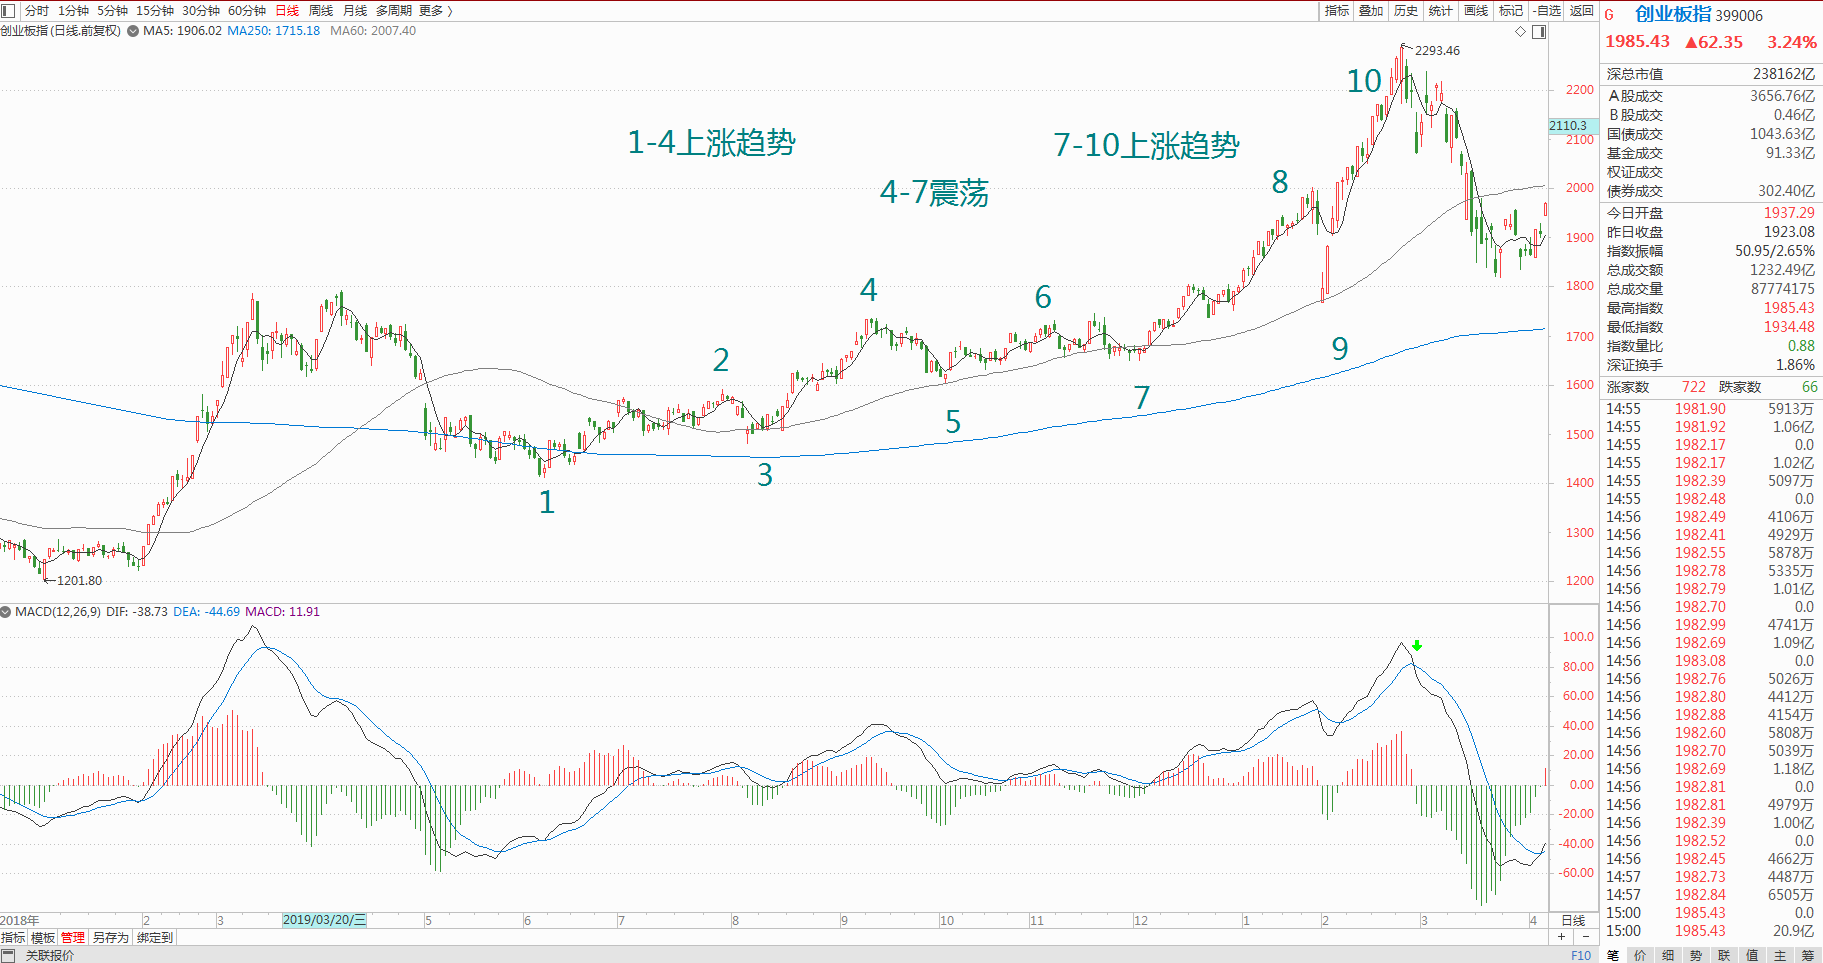 分时 1分钟 5分钟 15分钟 30分钟 60分钟 日线 周线 月线 多周期 更多 〉
指标 叠加 历史 统计 画线 标记 -自选 返回
创业板指(日线.前复权) MA5: 1906.02 MA250: 1715.18 MA60: 2007.40
2293.46
10
2200
2110.3
2100
1-4上涨趋势
7-10上涨趋势
8
4-7震荡
2000
1900
4
6
1800
1700
2
9
1600
7
5
1500
3
1
1400
1300
1201.80
1200
MACD(12,26,9) DIF: -38.73 DEA: -44.69 MACD: 11.91
100.0
80.00
60.00
40.00
20.00
0.00
-20.00
-40.00
-60.00
2018年 2 3 2019/03/20/三 5 6 7 8 9 10 11 12 1 2 3 4 日线
指标 模板 管理 另存为 绑定到 + -
关联报价 F10
G 创业板指 399006
1985.43 ▲62.35 3.24%
深总市值 238162亿
A股成交 3656.76亿
B股成交 0.46亿
国债成交 1043.63亿
基金成交 91.33亿
权证成交
债券成交 302.40亿
今日开盘 1937.29
昨日收盘 1923.08
指数振幅 50.95/2.65%
总成交额 1232.49亿
总成交量 87774175
最高指数 1985.43
最低指数 1934.48
指数量比 0.88
深证换手 1.86%
涨家数 722 跌家数 66
14:55 1981.90 5913万
14:55 1981.92 1.06亿
14:55 1982.17 0.0
14:55 1982.17 1.02亿
14:55 1982.39 5097万
14:55 1982.48 0.0
14:56 1982.49 4106万
14:56 1982.41 4929万
14:56 1982.55 5878万
14:56 1982.78 5335万
14:56 1982.79 1.01亿
14:56 1982.70 0.0
14:56 1982.99 4741万
14:56 1982.69 1.09亿
14:56 1983.08 0.0
14:56 1982.76 5026万
14:56 1982.80 4412万
14:56 1982.88 4154万
14:56 1982.60 5808万
14:56 1982.70 5039万
14:56 1982.69 1.18亿
14:56 1982.81 0.0
14:56 1982.81 4979万
14:56 1982.39 1.00亿
14:56 1982.52 0.0
14:56 1982.45 4662万
14:57 1982.73 4487万
14:57 1982.84 6505万
15:00 1985.43 0.0
15:00 1985.43 20.9亿
笔 价 细 势 联 值 主 筹